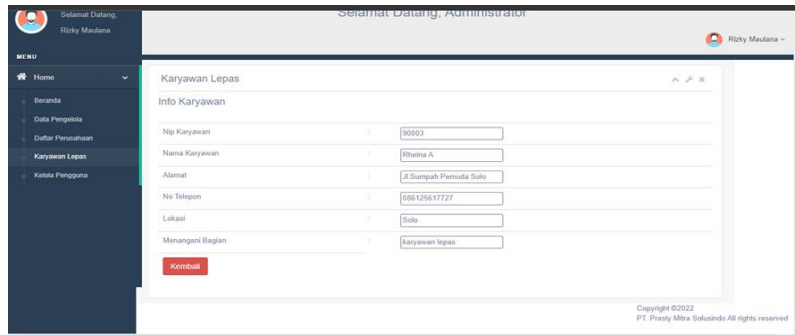 Selamat Datang,
Rizky Maulana
Selamat Datang, Administrator
Rizky Maulana
MENU
Home
Beranda
Data Pengelola
Daftar Perusahaan
Karyawan Lepas
Kelola Pengguna
Karyawan Lepas
Info Karyawan
Nip Karyawan : 90003
Nama Karyawan : Rheina A
Alamat : Jl.Sumpah Pemuda Solo
No Telepon : 086125617727
Lokasi : Solo
Menangani Bagian : karyawan lepas
Kembali
Copyright ©2022
PT. Prasty Mitra Solusindo All rights reserved